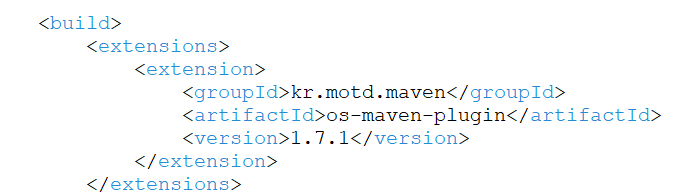 <build>
<extensions>
<extension>
<groupId>kr.motd.maven</groupId>
<artifactId>os-maven-plugin</artifactId>
<version>1.7.1</version>
</extension>
</extensions>